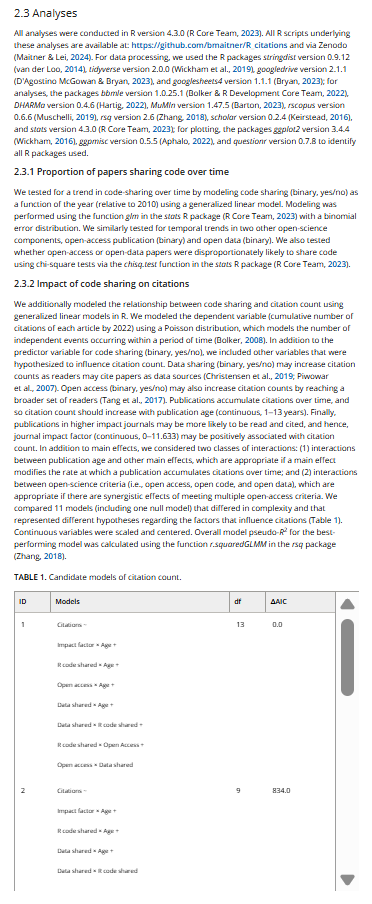 2.3 Analyses
All analyses were conducted in R version 4.3.0 (R Core Team, 2023). All R scripts underlying
these analyses are available at: https://github.com/bmaitner/R_citations and via Zenodo
(Maitner & Lei, 2024). For data processing, we used the R packages stringdist version 0.9.12
(van der Loo, 2014), tidyverse version 2.0.0 (Wickham et al., 2019), googledrive version 2.1.1
(D'Agostino McGowan & Bryan, 2023), and googlesheets4 version 1.1.1 (Bryan, 2023); for
analyses, the packages bbmle version 1.0.25.1 (Bolker & R Development Core Team, 2022),
DHARMa version 0.4.6 (Hartig, 2022), MuMIn version 1.47.5 (Bartoń, 2023), rscopus version
0.6.6 (Muschelli, 2019), rsq version 2.6 (Zhang, 2018), scholar version 0.2.4 (Keirstead, 2016),
and stats version 4.3.0 (R Core Team, 2023); for plotting, the packages ggplot2 version 3.4.4
(Wickham, 2016), ggpmisc version 0.5.5 (Aphalo, 2022), and questionr version 0.7.8 to identify
all R packages used.
2.3.1 Proportion of papers sharing code over time
We tested for a trend in code-sharing over time by modeling code sharing (binary, yes/no) as
a function of the year (relative to 2010) using a generalized linear model. Modeling was
performed using the function glm in the stats R package (R Core Team, 2023) with a binomial
error distribution. We similarly tested for temporal trends in two other open-science
components, open-access publication (binary) and open data (binary). We also tested
whether open-access or open-data papers were disproportionately likely to share code
using chi-square tests via the chisq.test function in the stats R package (R Core Team, 2023).
2.3.2 Impact of code sharing on citations
We additionally modeled the relationship between code sharing and citation count using
generalized linear models in R. We modeled the dependent variable (cumulative number of
citations of each article by 2022) using a Poisson distribution, which models the number of
independent events occurring within a period of time (Bolker, 2008). In addition to the
predictor variable for code sharing (binary, yes/no), we included other variables that were
hypothesized to influence citation count. Data sharing (binary, yes/no) may increase citation
counts as readers may cite papers as data sources (Christensen et al., 2019; Piwowar
et al., 2007). Open access (binary, yes/no) may also increase citation counts by reaching a
broader set of readers (Tang et al., 2017). Publications accumulate citations over time, and
so citation count should increase with publication age (continuous, 1–13 years). Finally,
publications in higher impact journals may be more likely to be read and cited, and hence,
journal impact factor (continuous, 0–11.633) may be positively associated with citation
count. In addition to main effects, we considered two classes of interactions: (1) interactions
between publication age and other main effects, which are appropriate if a main effect
modifies the rate at which a publication accumulates citations over time; and (2) interactions
between open-science criteria (i.e., open access, open code, and open data), which are
appropriate if there are synergistic effects of meeting multiple open-access criteria. We
compared 11 models (including one null model) that differed in complexity and that
represented different hypotheses regarding the factors that influence citations (Table 1).
Continuous variables were scaled and centered. Overall model pseudo-R² for the best-
performing model was calculated using the function r.squaredGLMM in the rsq package
(Zhang, 2018).
TABLE 1. Candidate models of citation count.
ID Models df ΔAIC
1 Citations ~ 13 0.0
Impact factor × Age +
R code shared × Age +
Open access × Age +
Data shared × Age +
Data shared × R code shared +
R code shared × Open Access +
Open access × Data shared
2 Citations ~ 9 834.0
Impact factor × Age +
R code shared × Age +
Data shared × Age +
Data shared × R code shared